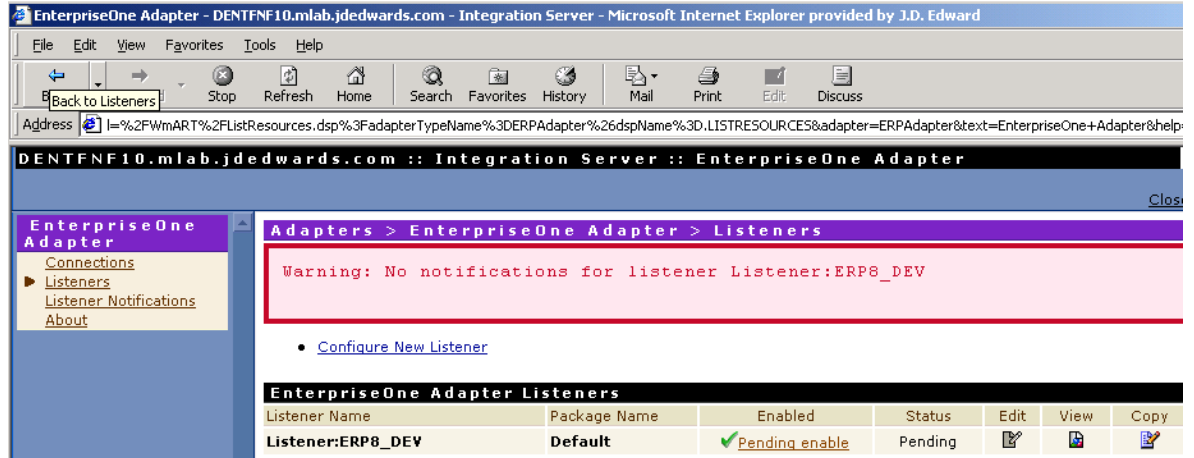 EnterpriseOne Adapter - DENTFNF10.mlab.jdedwards.com - Integration Server - Microsoft Internet Explorer provided by J.D. Edward
File Edit View Favorites Tools Help
Stop Refresh Home Search Favorites History Mail Print Edit Discuss
Back to Listeners
Address l=%2FWmART%2FListResources.dsp%3FadapterTypeName%3DERPAdapter%26dspName%3D.LISTRESOURCES&adapter=ERPAdapter&text=EnterpriseOne+Adapter&help=
DENTFNF10.mlab.jdedwards.com :: Integration Server :: EnterpriseOne Adapter
Close
EnterpriseOne
Adapter
Connections
Listeners
Listener Notifications
About
Adapters > EnterpriseOne Adapter > Listeners
Warning: No notifications for listener Listener:ERP8_DEV
Configure New Listener
EnterpriseOne Adapter Listeners
Listener Name Package Name Enabled Status Edit View Copy
Listener:ERP8_DEV Default Pending enable Pending